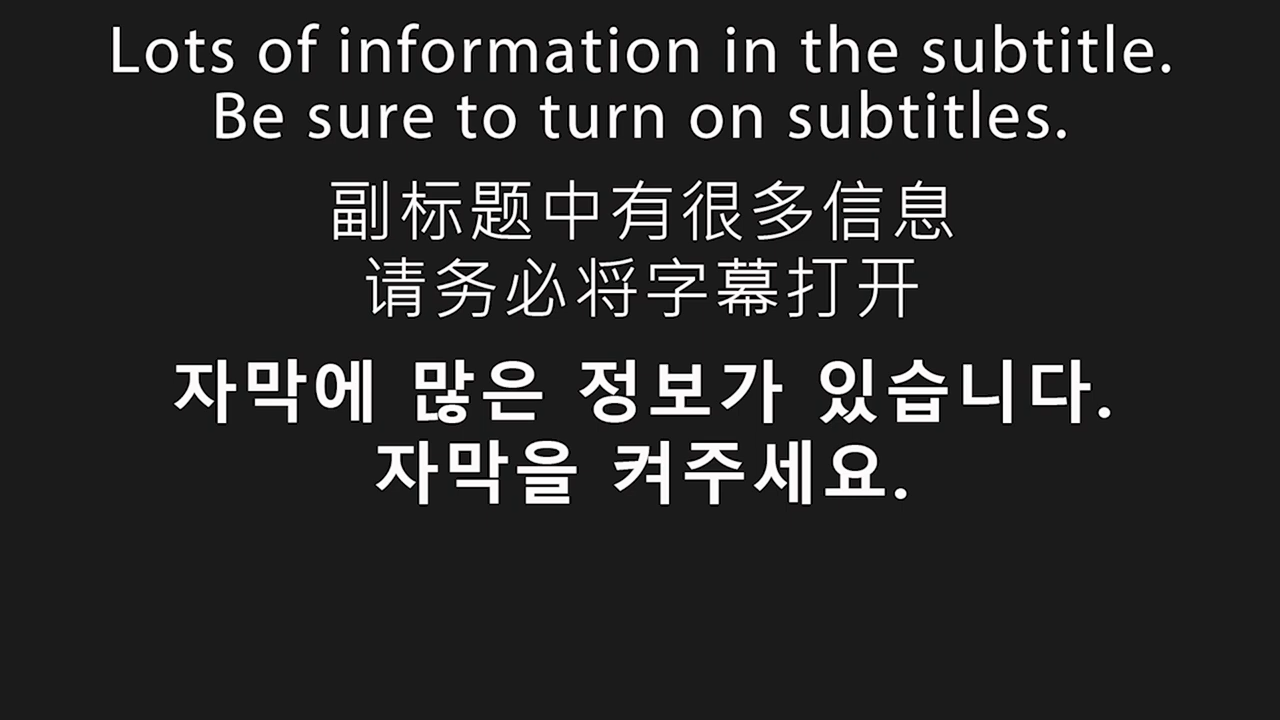 Lots of information in the subtitle.
Be sure to turn on subtitles.
副标题中有很多信息
请务必将字幕打开
자막에 많은 정보가 있습니다.
자막을 켜주세요.